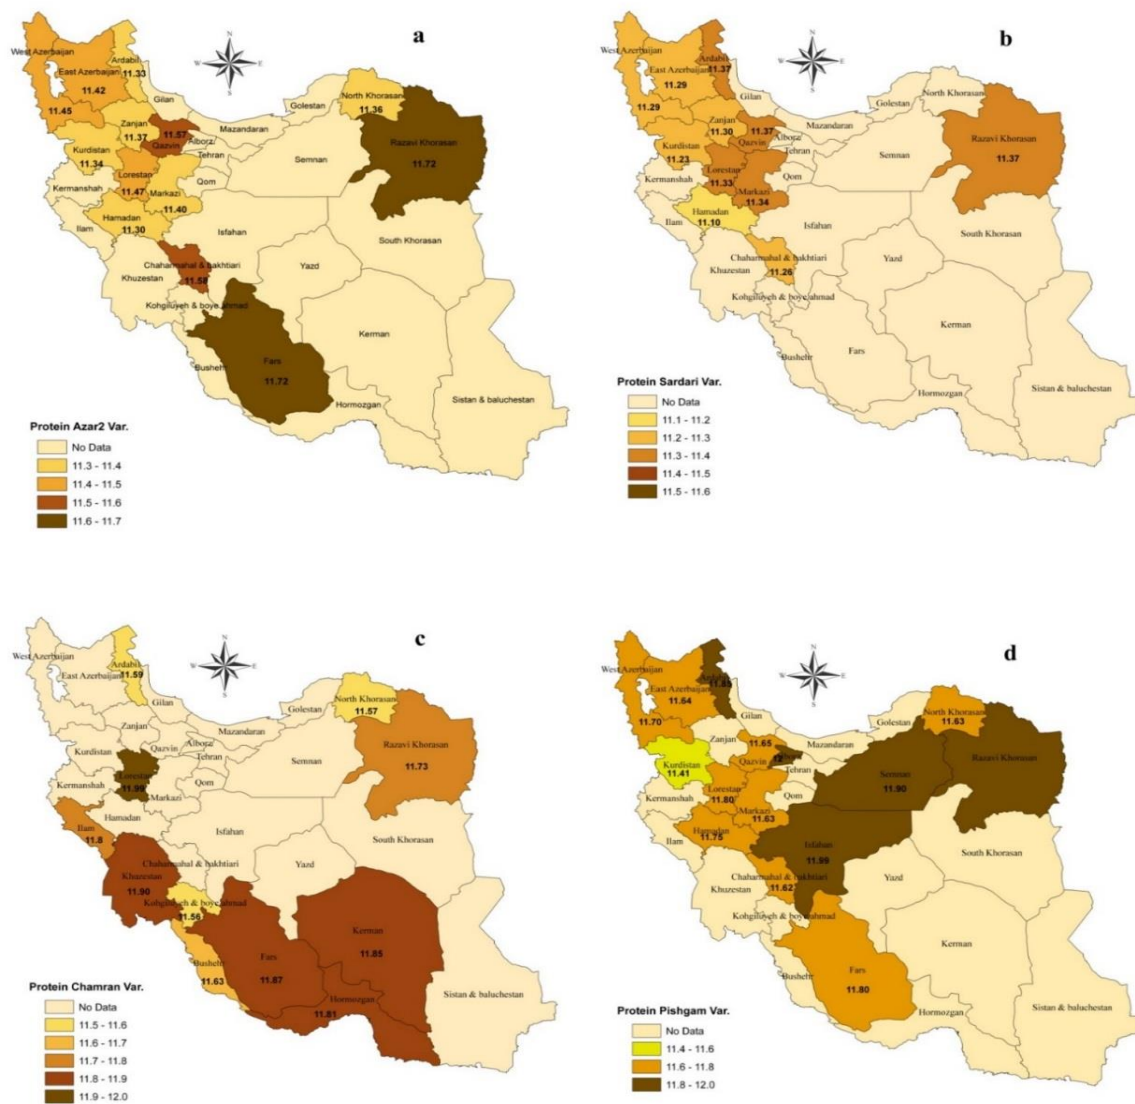 a
N
W E
S
West Azerbaijan
Ardabil
East Azerbaijan
11.33
11.42
11.45
Gilan
Zanjan
11.37
11.57
Qazvin
Alborz
Mazandaran
Golestan
North Khorasan
11.36
Kurdistan
11.34
Tehran
Semnan
Razavi Khorasan
11.72
Kermanshah
Lorestan
11.47
Markazi
11.40
Qom
Hamadan
11.30
Ilam
Isfahan
South Khorasan
Chaharmahal & bakhtiari
11.58
Khuzestan
Yazd
Kohgiluyeh & boye ahmad
Kerman
Bushehr
Fars
11.72
Hormozgan
Sistan & baluchestan
Protein Azar2 Var.
No Data
11.3 - 11.4
11.4 - 11.5
11.5 - 11.6
11.6 - 11.7
b
N
W E
S
West Azerbaijan
Ardabil
11.37
East Azerbaijan
11.29
11.29
Gilan
Zanjan
11.30
11.37
Qazvin
Alborz
Mazandaran
Golestan
North Khorasan
Kurdistan
11.23
Tehran
Semnan
Razavi Khorasan
11.37
Kermanshah
Lorestan
11.33
Markazi
11.34
Qom
Hamadan
11.10
Ilam
Isfahan
South Khorasan
Chaharmahal & bakhtiari
11.26
Khuzestan
Yazd
Kohgiluyeh & boye ahmad
Kerman
Bushehr
Fars
Hormozgan
Sistan & baluchestan
Protein Sardari Var.
No Data
11.1 - 11.2
11.2 - 11.3
11.3 - 11.4
11.4 - 11.5
11.5 - 11.6
c
N
W E
S
West Azerbaijan
Ardabil
11.59
East Azerbaijan
Gilan
Zanjan
Qazvin
Alborz
Mazandaran
Golestan
North Khorasan
11.57
Kurdistan
Tehran
Semnan
Razavi Khorasan
11.73
Kermanshah
Lorestan
11.99
Markazi
Qom
Hamadan
Ilam
11.8
Isfahan
South Khorasan
Chaharmahal & bakhtiari
Khuzestan
11.90
Yazd
Kohgiluyeh & boye ahmad
11.56
Kerman
11.85
Bushehr
11.63
Fars
11.87
Hormozgan
11.81
Sistan & baluchestan
Protein Chamran Var.
No Data
11.5 - 11.6
11.6 - 11.7
11.7 - 11.8
11.8 - 11.9
11.9 - 12.0
d
N
W E
S
West Azerbaijan
East Azerbaijan
11.64
11.70
Gilan
Zanjan
11.65
Qazvin
Mazandaran
Golestan
North Khorasan
11.63
Kurdistan
11.41
Tehran
Semnan
11.90
Razavi Khorasan
Kermanshah
Lorestan
11.80
Markazi
11.63
Qom
Hamadan
11.75
Ilam
Isfahan
11.99
South Khorasan
Chaharmahal & bakhtiari
11.62
Khuzestan
Yazd
Kohgiluyeh & boye ahmad
Kerman
Bushehr
Fars
11.80
Hormozgan
Sistan & baluchestan
Protein Pishgam Var.
No Data
11.4 - 11.6
11.6 - 11.8
11.8 - 12.0